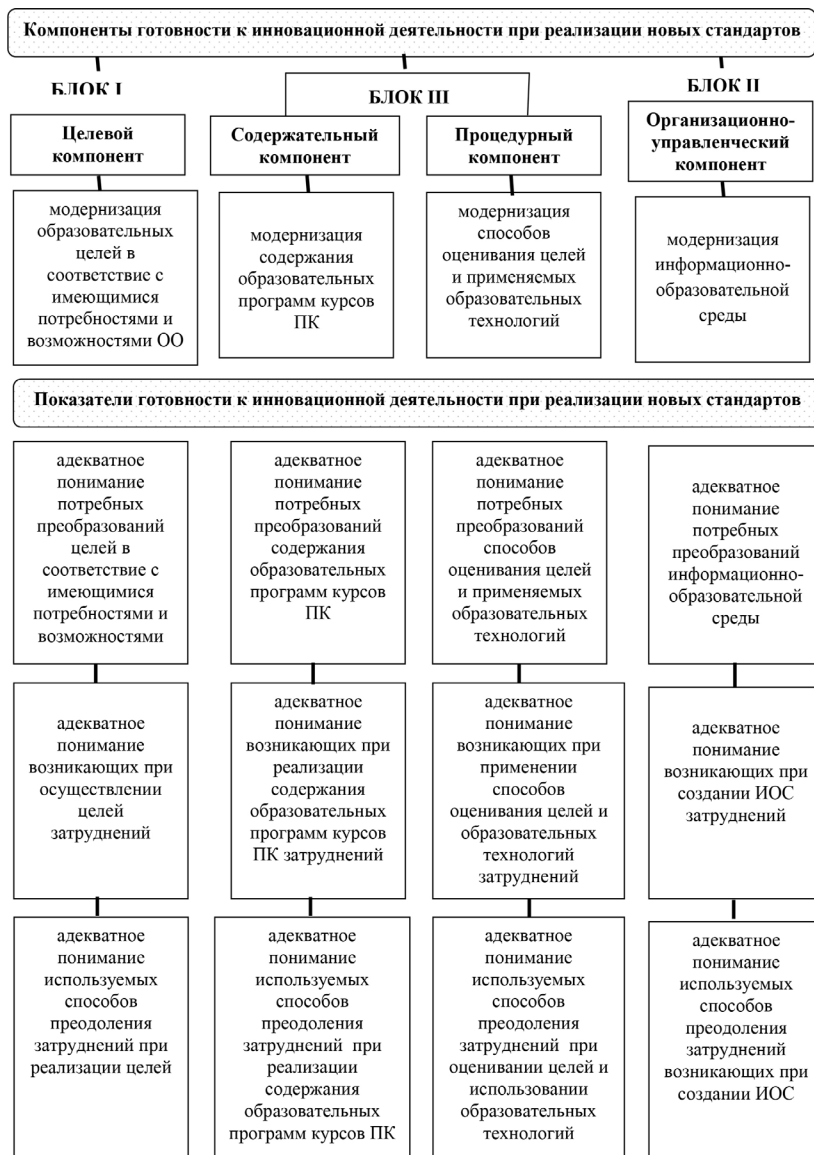 Компоненты готовности к инновационной деятельности при реализации новых стандартов
БЛОК I
БЛОК III
БЛОК II
Целевой
компонент
Содержательный
компонент
Процедурный
компонент
Организационно-
управленческий
компонент
модернизация
образовательных
целей в
соответствие с
имеющимися
потребностями и
возможностями ОО
модернизация
содержания
образовательных
программ курсов
ПК
модернизация
способов
оценивания целей
и применяемых
образовательных
технологий
модернизация
информационно-
образовательной
среды
Показатели готовности к инновационной деятельности при реализации новых стандартов
адекватное
понимание
потребных
преобразований
целей в
соответствие с
имеющимися
потребностями и
возможностями
адекватное
понимание
потребных
преобразований
содержания
образовательных
программ курсов
ПК
адекватное
понимание
потребных
преобразований
способов
оценивания целей
и применяемых
образовательных
технологий
адекватное
понимание
потребных
преобразований
информационно-
образовательной
среды
адекватное
понимание
возникающих при
осуществлении
целей
затруднений
адекватное
понимание
возникающих при
реализации
содержания
образовательных
программ курсов
ПК затруднений
адекватное
понимание
возникающих при
применении
способов
оценивания целей и
образовательных
технологий
затруднений
адекватное
понимание
возникающих при
создании ИОС
затруднений
адекватное
понимание
используемых
способов
преодоления
затруднений при
реализации целей
адекватное
понимание
используемых
способов
преодоления
затруднений при
реализации
содержания
образовательных
программ курсов ПК
адекватное
понимание
используемых
способов
преодоления
затруднений при
оценивании целей и
использовании
образовательных
технологий
адекватное
понимание
используемых
способов
преодоления
затруднений
возникающих при
создании ИОС